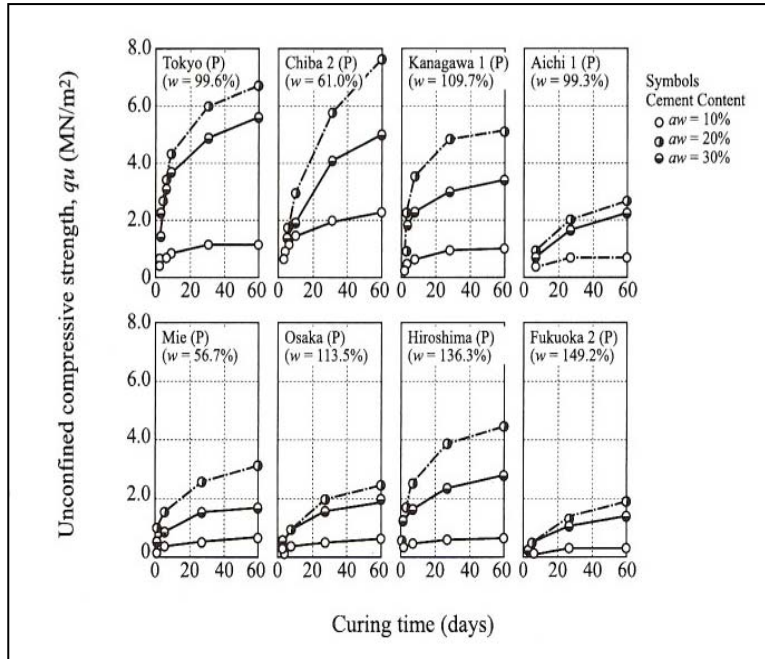 Unconfined compressive strength, qu (MN/m²)
8.0
6.0
4.0
2.0
0
Tokyo (P)
(w = 99.6%)
Chiba 2 (P)
(w = 61.0%)
Kanagawa 1 (P)
(w = 109.7%)
Aichi 1 (P)
(w = 99.3%)
Symbols
Cement Content
aw = 10%
aw = 20%
aw = 30%
0 20 40 60
0 20 40 60
0 20 40 60
0 20 40 60
8.0
6.0
4.0
2.0
0
Mie (P)
(w = 56.7%)
Osaka (P)
(w = 113.5%)
Hiroshima (P)
(w = 136.3%)
Fukuoka 2 (P)
(w = 149.2%)
0 20 40 60
0 20 40 60
0 20 40 60
0 20 40 60
Curing time (days)